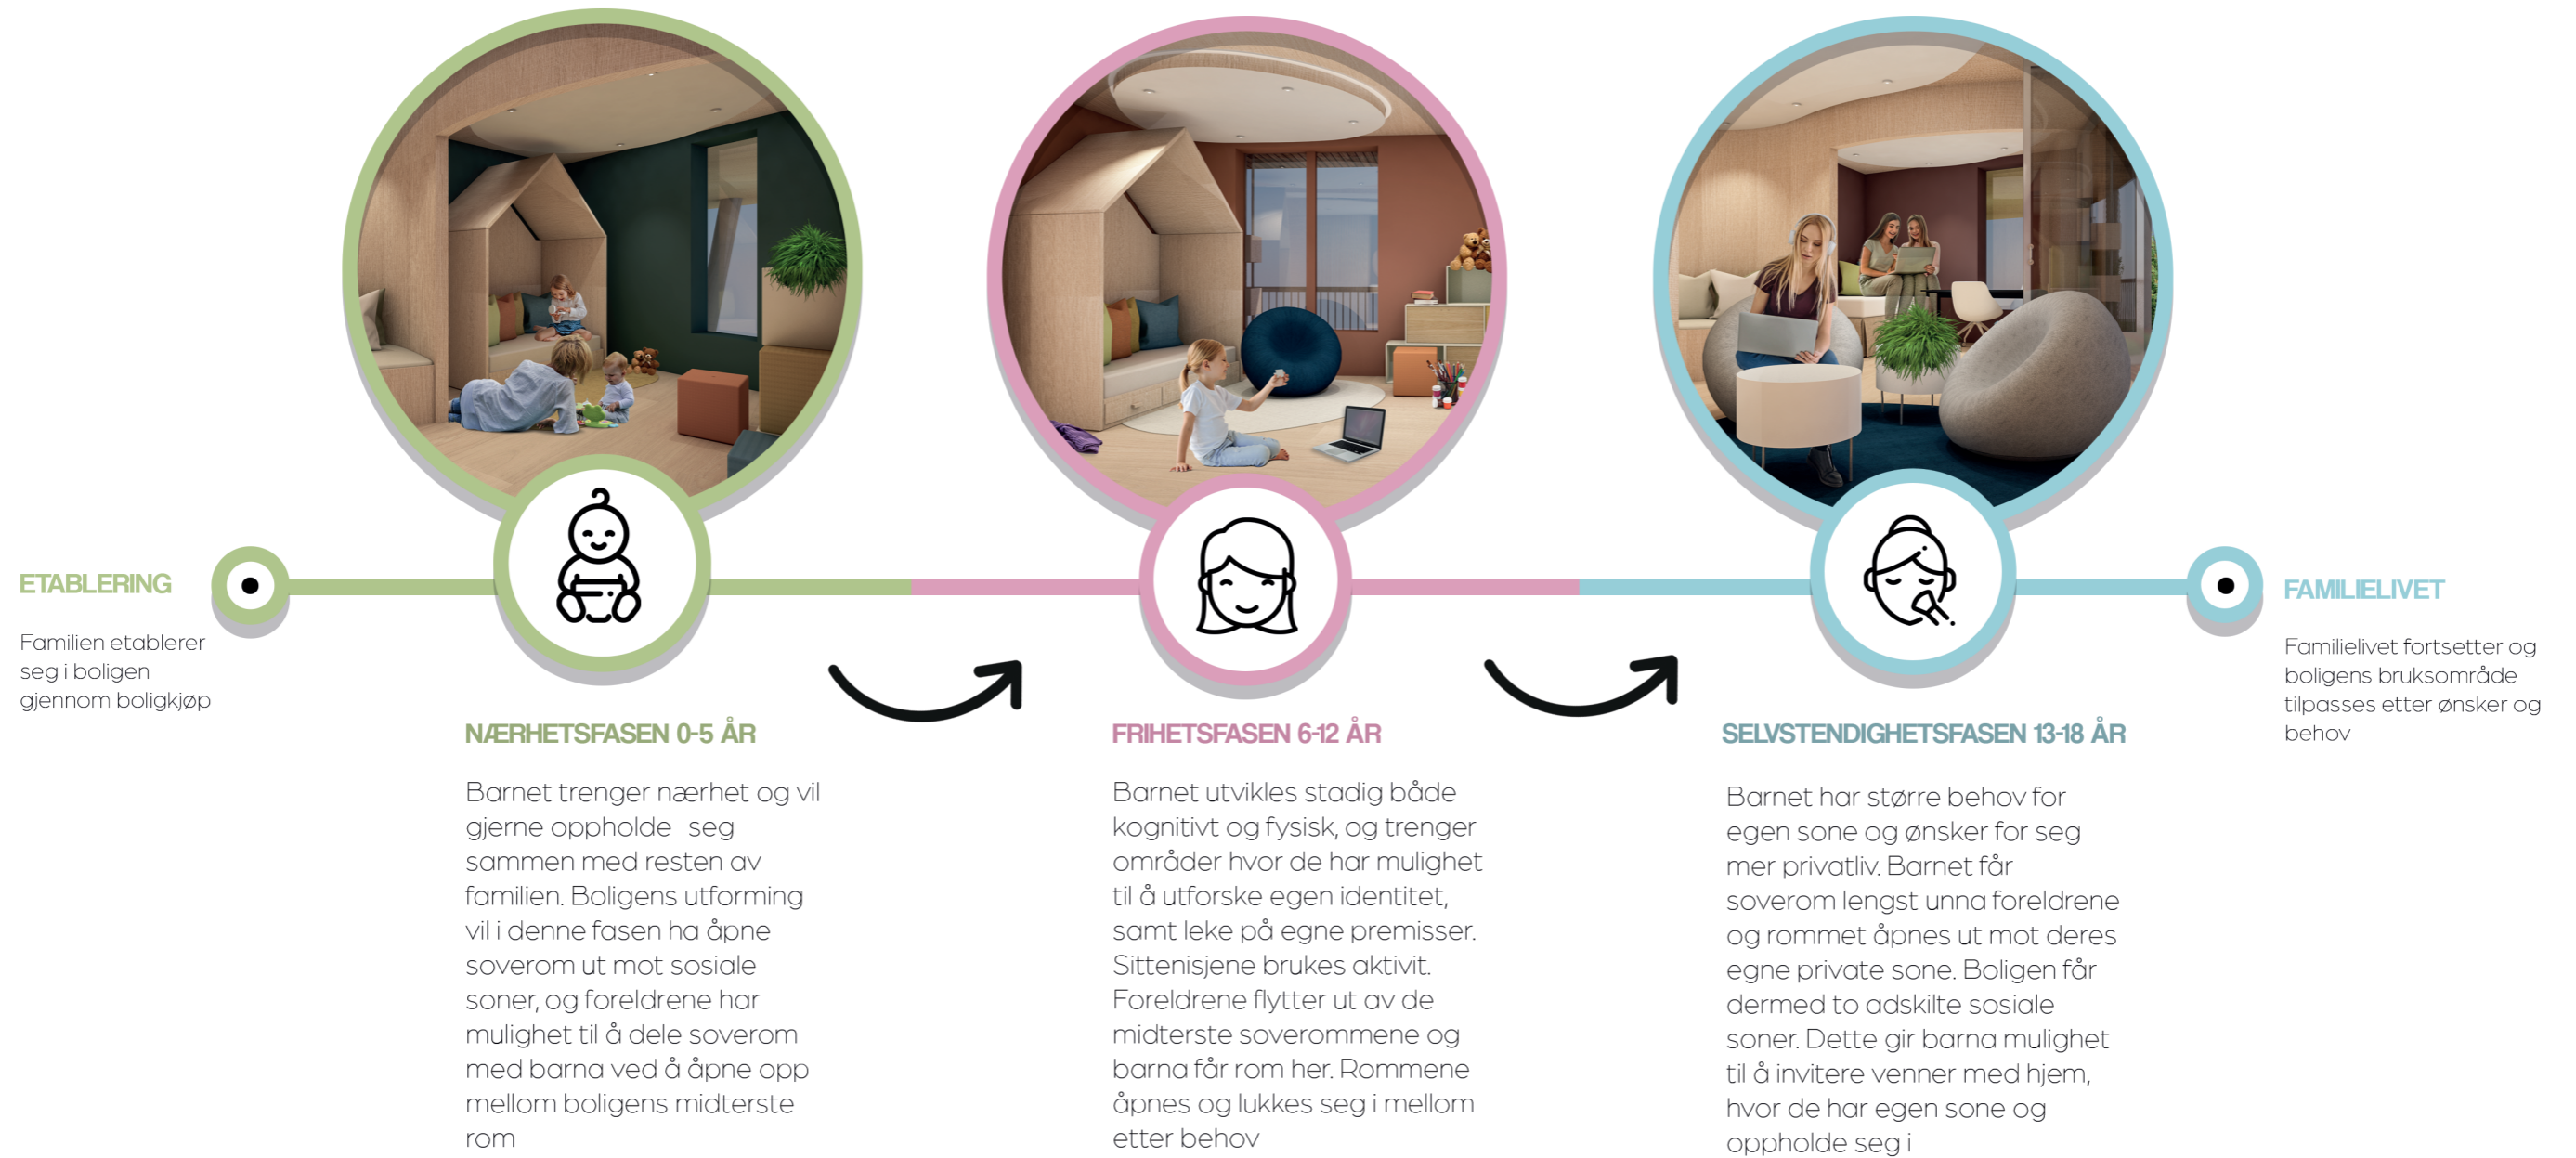 ETABLERING
Familien etablerer
seg i boligen
gjennom boligkjøp
NÆRHETSFASEN 0-5 ÅR
Barnet trenger nærhet og vil
gjerne oppholde seg
sammen med resten av
familien. Boligens utforming
vil i denne fasen ha åpne
soverom ut mot sosiale
soner, og foreldrene har
mulighet til å dele soverom
med barna ved å åpne opp
mellom boligens midterste
rom
FRIHETSFASEN 6-12 ÅR
Barnet utvikles stadig både
kognitivt og fysisk, og trenger
områder hvor de har mulighet
til å utforske egen identitet,
samt leke på egne premisser.
Sittenisjene brukes aktivit.
Foreldrene flytter ut av de
midterste soverommene og
barna får rom her. Rommene
åpnes og lukkes seg i mellom
etter behov
SELVSTENDIGHETSFASEN 13-18 ÅR
Barnet har større behov for
egen sone og ønsker for seg
mer privatliv. Barnet får
soverom lengst unna foreldrene
og rommet åpnes ut mot deres
egne private sone. Boligen får
dermed to adskilte sosiale
soner. Dette gir barna mulighet
til å invitere venner med hjem,
hvor de har egen sone og
oppholde seg i
FAMILIELIVET
Familielivet fortsetter og
boligens bruksområde
tilpasses etter ønsker og
behov